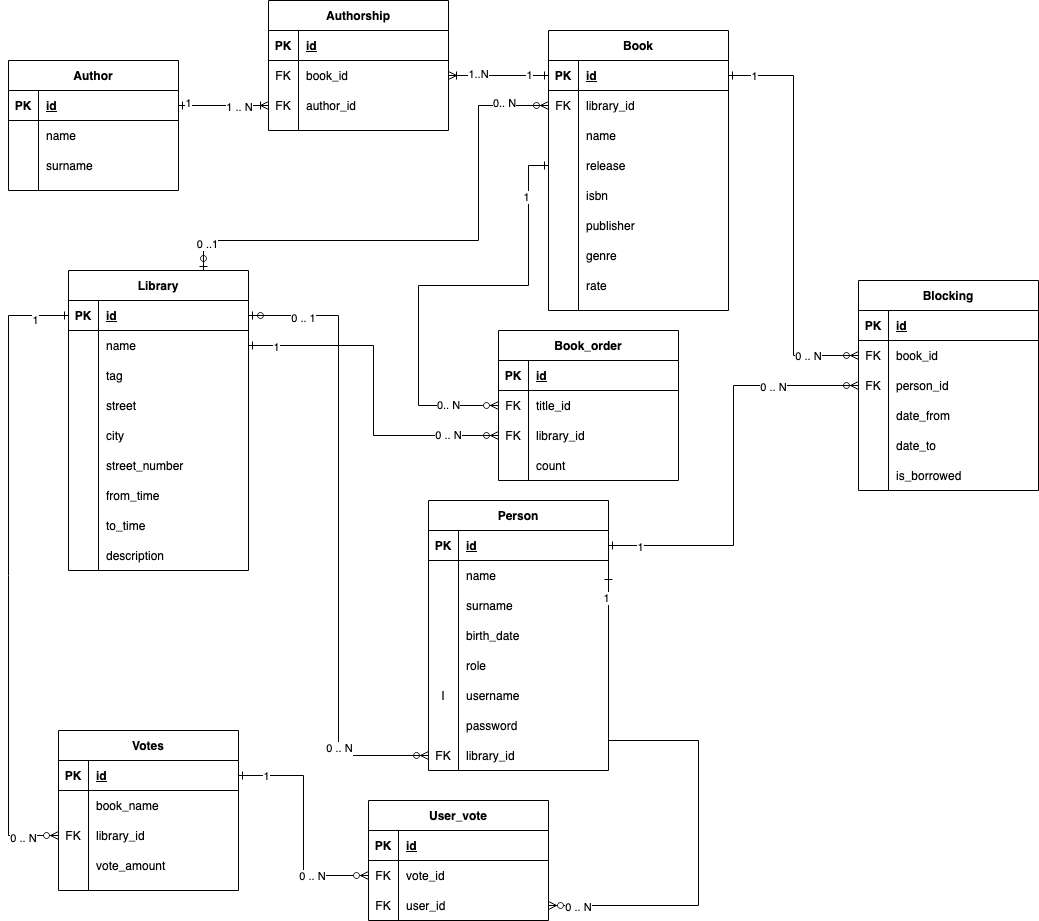 Authorship
PK id
FK book_id
FK author_id
Author
PK id
name
surname
1
1 .. N
1..N
1
Book
PK id
FK library_id
name
release
isbn
publisher
genre
rate
1
0.. N
1
0 ..1
Library
PK id
name
tag
street
city
street_number
from_time
to_time
description
1
0 .. 1
1
Book_order
PK id
FK title_id
FK library_id
count
0.. N
0 .. N
Blocking
PK id
FK book_id
FK person_id
date_from
date_to
is_borrowed
0 .. N
0 .. N
Person
PK id
name
surname
birth_date
role
I username
password
FK library_id
1
1
0 .. N
Votes
PK id
book_name
FK library_id
vote_amount
0 .. N
1
User_vote
PK id
FK vote_id
FK user_id
0 .. N
0 .. N